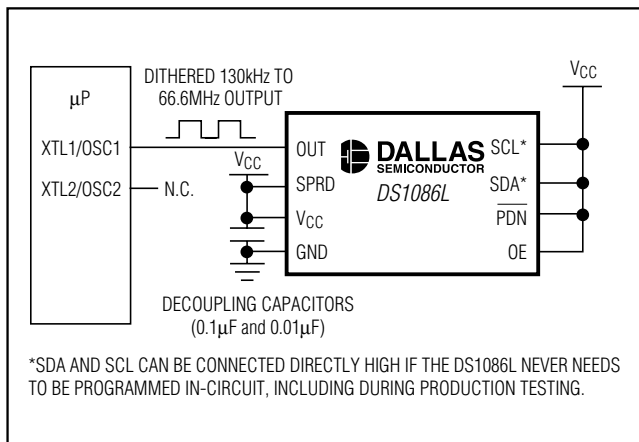 DITHERED 130kHz TO
66.6MHz OUTPUT
µP
XTL1/OSC1
XTL2/OSC2
N.C.
VCC
OUT
SPRD
VCC
GND
DALLAS
SEMICONDUCTOR
DS1086L
VCC
SCL*
SDA*
PDN
OE
DECOUPLING CAPACITORS
(0.1µF and 0.01µF)
*SDA AND SCL CAN BE CONNECTED DIRECTLY HIGH IF THE DS1086L NEVER NEEDS
TO BE PROGRAMMED IN-CIRCUIT, INCLUDING DURING PRODUCTION TESTING.